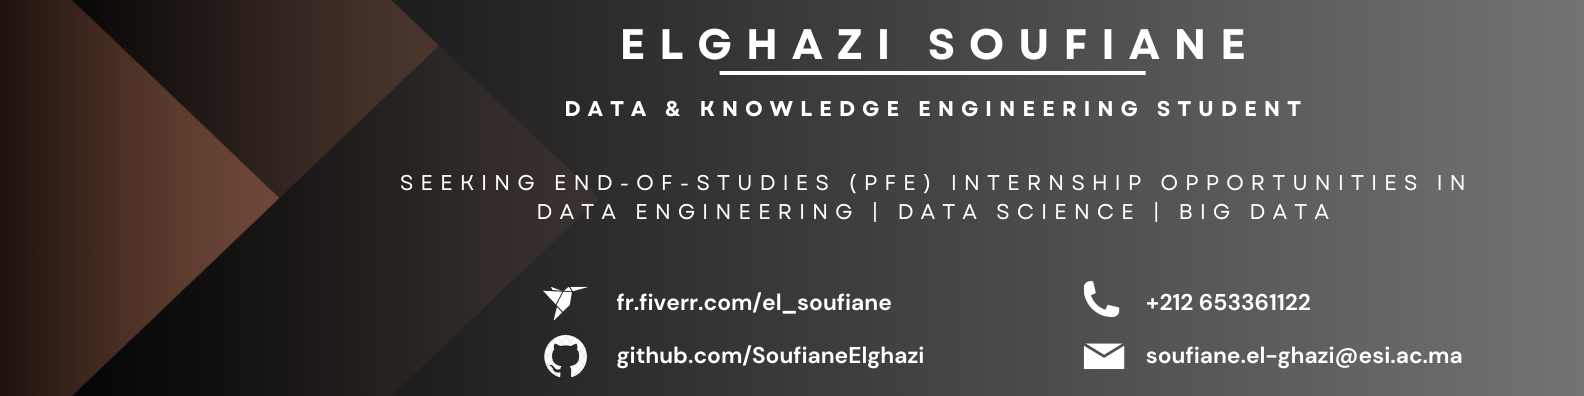 ELGHAZI SOUFIANE
DATA & KNOWLEDGE ENGINEERING STUDENT
SEEKING END-OF-STUDIES (PFE) INTERNSHIP OPPORTUNITIES IN
DATA ENGINEERING | DATA SCIENCE | BIG DATA
fr.fiverr.com/el_soufiane
+212 653361122
github.com/SoufianeElghazi
soufiane.el-ghazi@esi.ac.ma